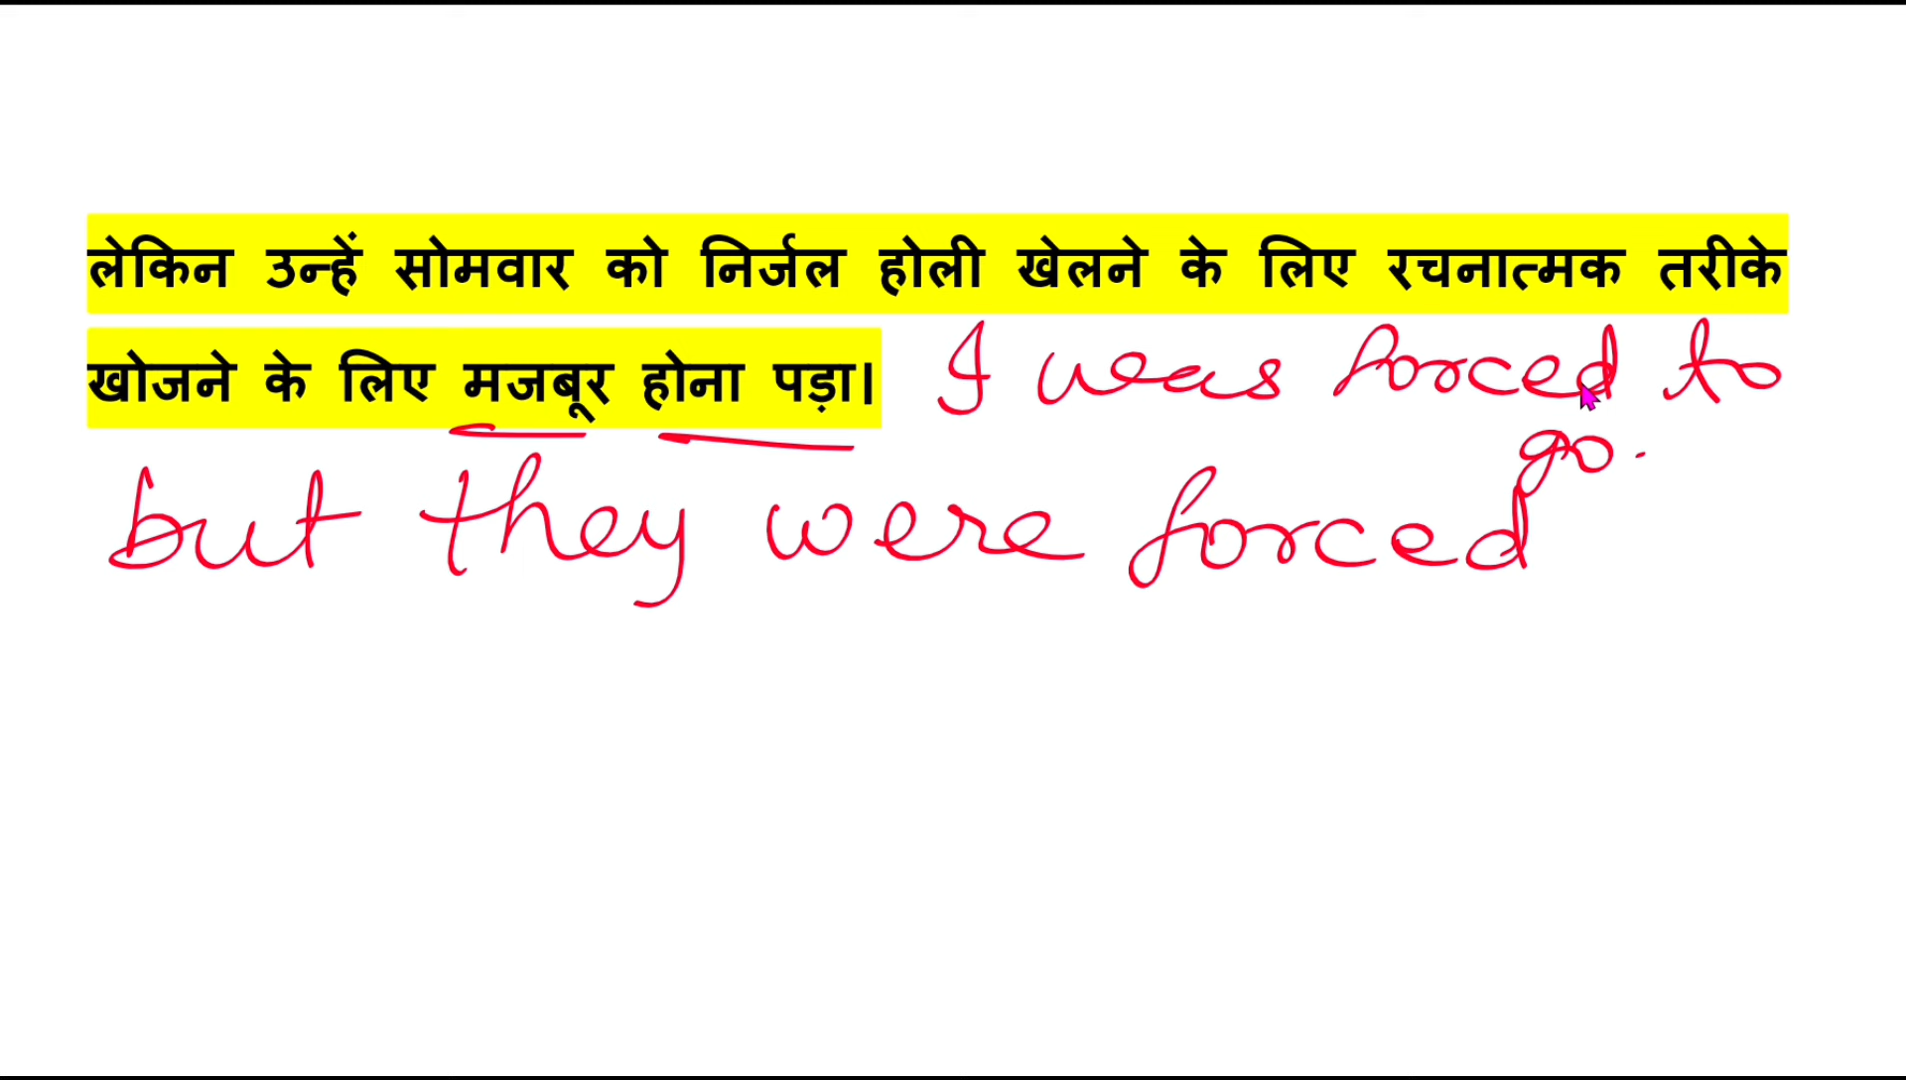 लेकिन उन्हें सोमवार को निर्जल होली खेलने के लिए रचनात्मक तरीके
खोजने के लिए मजबूर होना पड़ा।
I was forced to
go.
but they were forced